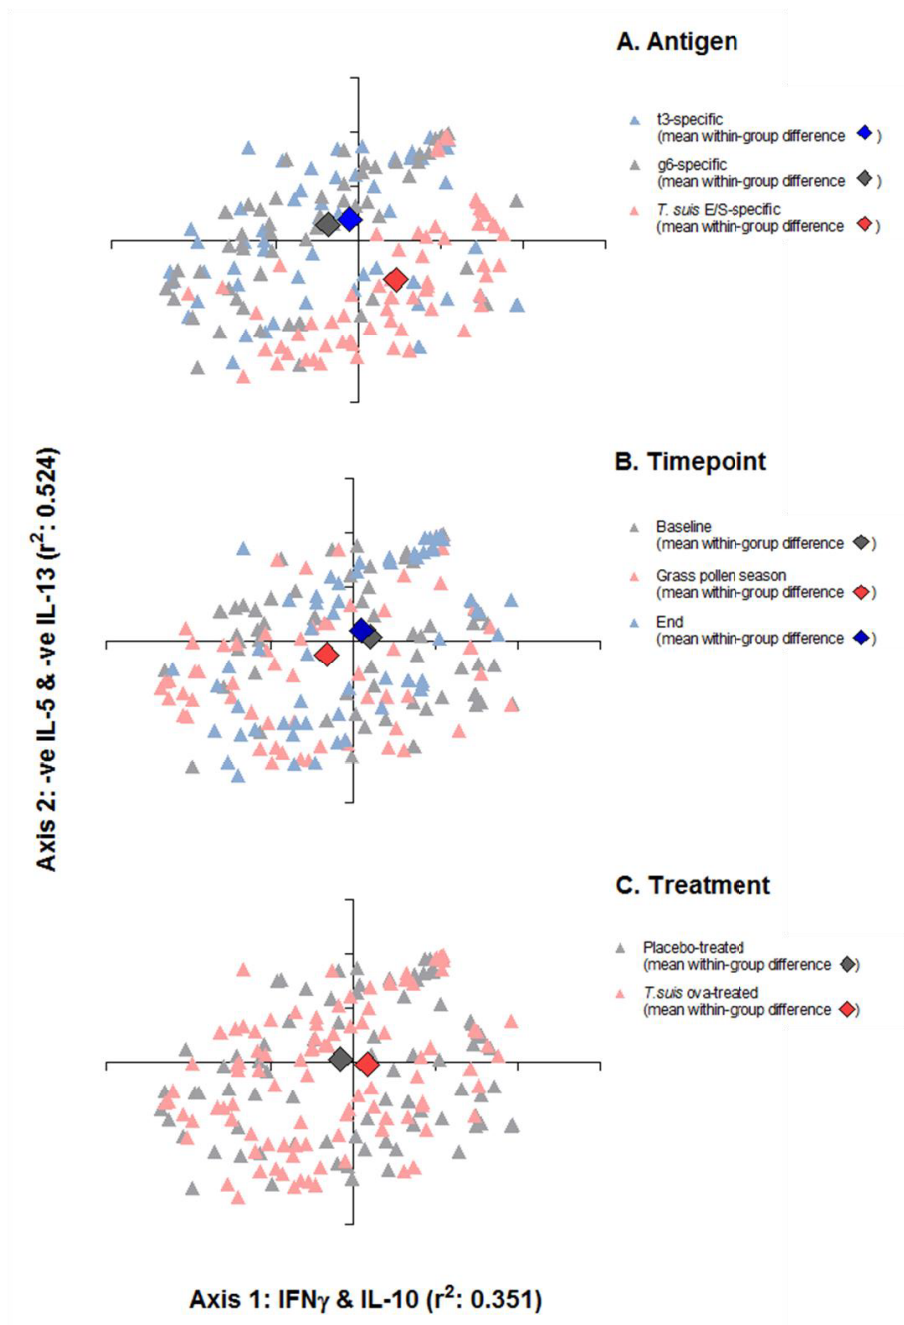 A. Antigen
t3-specific
(mean within-group difference )
g6-specific
(mean within-group difference )
T. suis E/S-specific
(mean within-group difference )
Axis 2: -ve IL-5 & -ve IL-13 (r²: 0.524)
B. Timepoint
Baseline
(mean within-gorup difference )
Grass pollen season
(mean within-group difference )
End
(mean within-group difference )
C. Treatment
Placebo-treated
(mean within-group difference )
T.suis ova-treated
(mean within-group difference )
Axis 1: IFNγ & IL-10 (r²: 0.351)